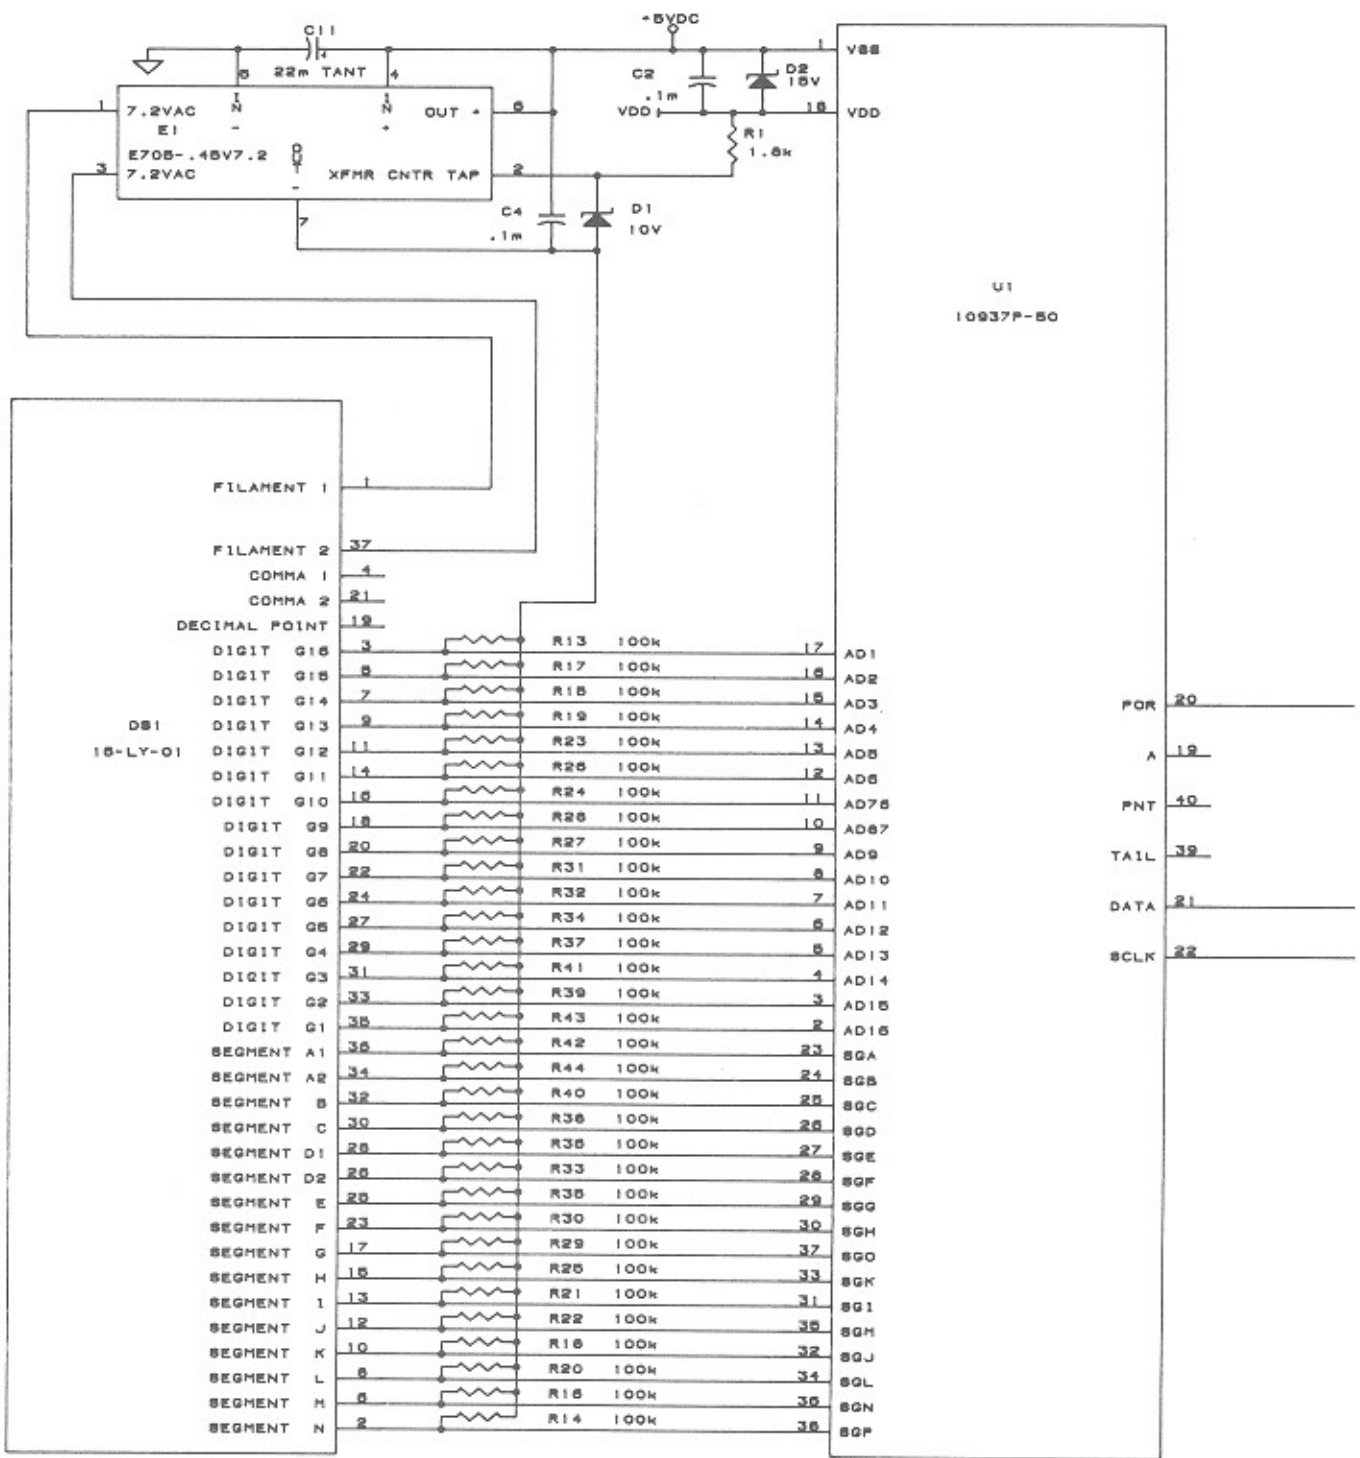 +5VDC
C11
22m TANT
6
4
1
7.2VAC
E1
E705-.45V7.2
3
7.2VAC
IN
-
IN
+
OUT +
OUT
-
XFMR CNTR TAP
2
7
C4
.1m
D1
10V
C2
.1m
D2
15V
VDD
R1
1.8k
1 VSS
18 VDD
U1
10937P-50
DS1
16-LY-01
FILAMENT 1 1
FILAMENT 2 37
COMMA 1 4
COMMA 2 21
DECIMAL POINT 19
DIGIT G16 3 R13 100k 17 AD1
DIGIT G15 5 R17 100k 16 AD2
DIGIT G14 7 R15 100k 15 AD3
DIGIT G13 9 R19 100k 14 AD4
DIGIT G12 11 R23 100k 13 AD5
DIGIT G11 14 R26 100k 12 AD6
DIGIT G10 16 R24 100k 11 AD76
DIGIT G9 18 R28 100k 10 AD87
DIGIT G8 20 R27 100k 9 AD9
DIGIT G7 22 R31 100k 8 AD10
DIGIT G6 24 R32 100k 7 AD11
DIGIT G5 27 R34 100k 6 AD12
DIGIT G4 29 R37 100k 5 AD13
DIGIT G3 31 R41 100k 4 AD14
DIGIT G2 33 R39 100k 3 AD15
DIGIT G1 35 R43 100k 2 AD16
SEGMENT A1 36 R42 100k 23 SGA
SEGMENT A2 34 R44 100k 24 SGB
SEGMENT B 32 R40 100k 25 SGC
SEGMENT C 30 100k 26 SGD
SEGMENT D1 28 100k 27 SGE
SEGMENT D2 26 R33 100k 28 SGF
SEGMENT E 25 100k 29 SGG
SEGMENT F 23 R30 100k 30 SGH
SEGMENT G 17 R29 100k 37 SGO
SEGMENT H 15 R25 100k 33 SGK
SEGMENT I 13 R21 100k 31 SGI
SEGMENT J 12 R22 100k 35 SGM
SEGMENT K 10 100k 32 SGJ
SEGMENT L 8 R20 100k 34 SGL
SEGMENT M 6 100k 36 SGN
SEGMENT N 2 R14 100k 38 SGP
POR 20
A 19
PNT 40
TAIL 39
DATA 21
SCLK 22